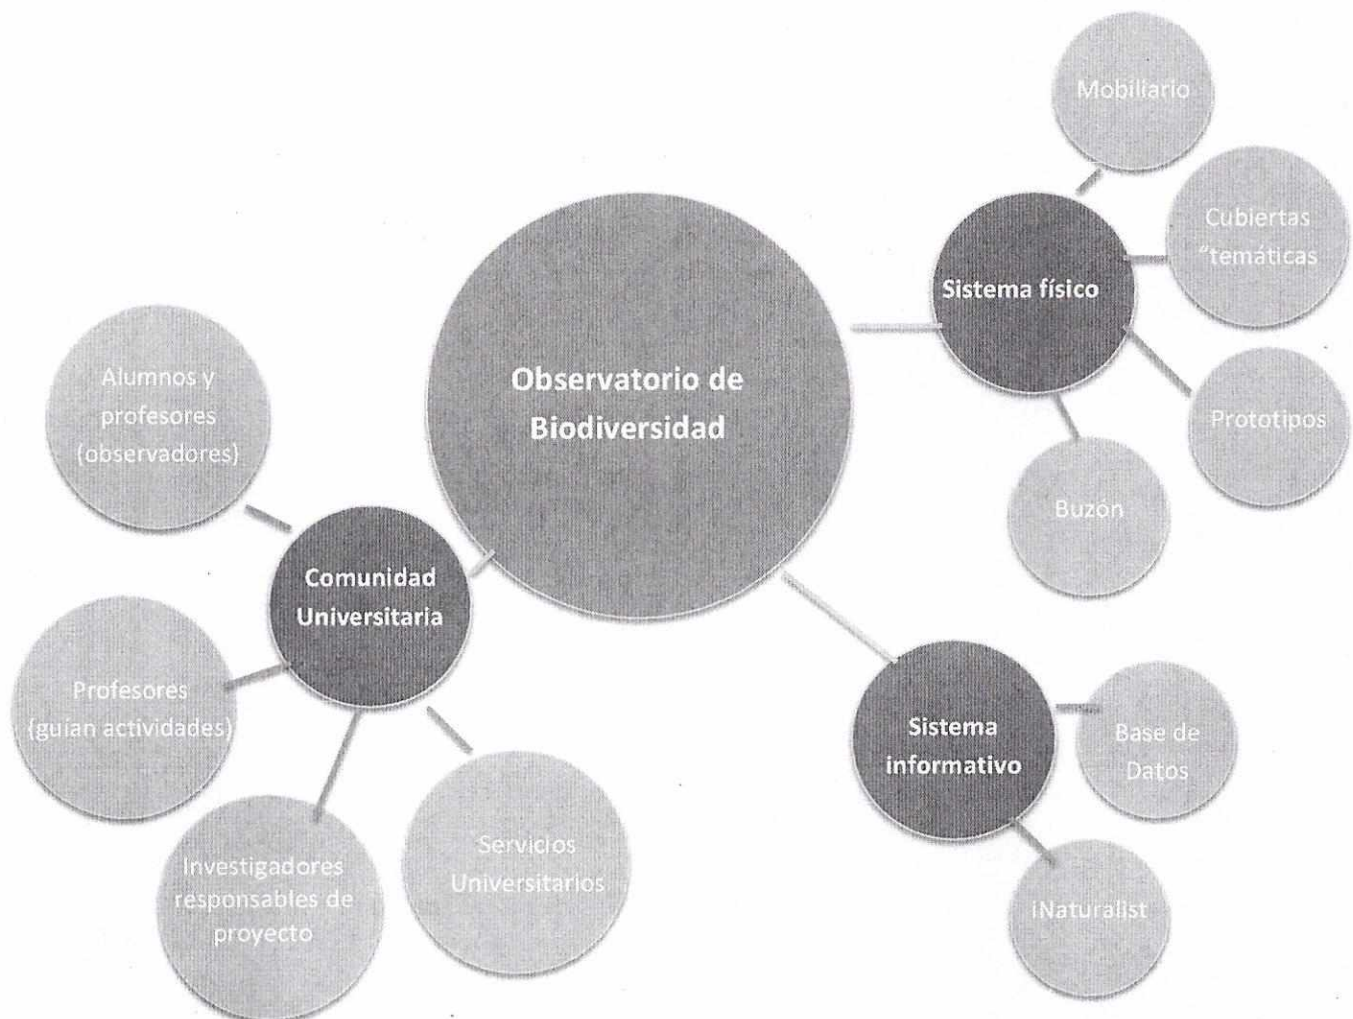 Mobiliario
Cubiertas
"temáticas
Sistema físico
Prototipos
Buzón
Observatorio de
Biodiversidad
Alumnos y
profesores
(observadores)
Comunidad
Universitaria
Profesores
(guían actividades)
Investigadores
responsables de
proyecto
Servicios
Universitarios
Sistema
informativo
Base de
Datos
iNaturalist